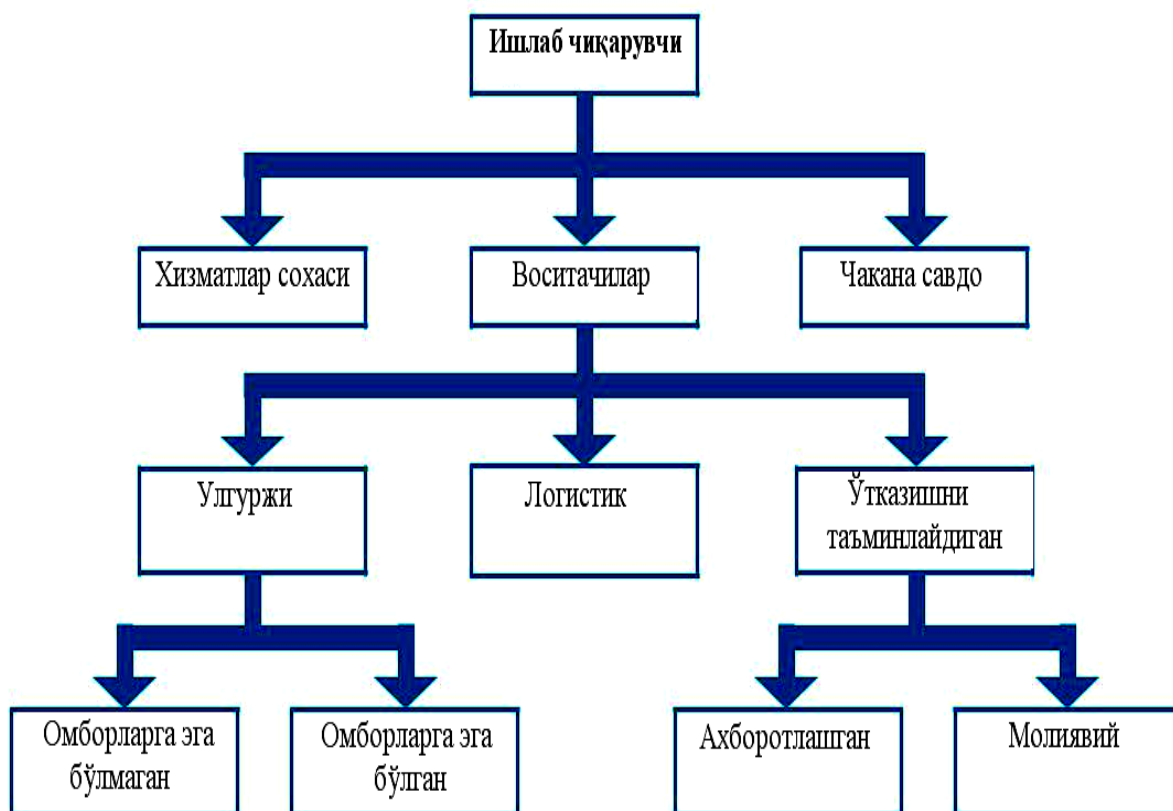 Ишлаб чиқарувчи
Хизматлар сохаси
Воситачилар
Чакана савдо
Улгуржи
Логистик
Ўтказишни
таъминлайдиган
Омборларга эга
бўлмаган
Омборларга эга
бўлган
Ахборотлашган
Молиявий